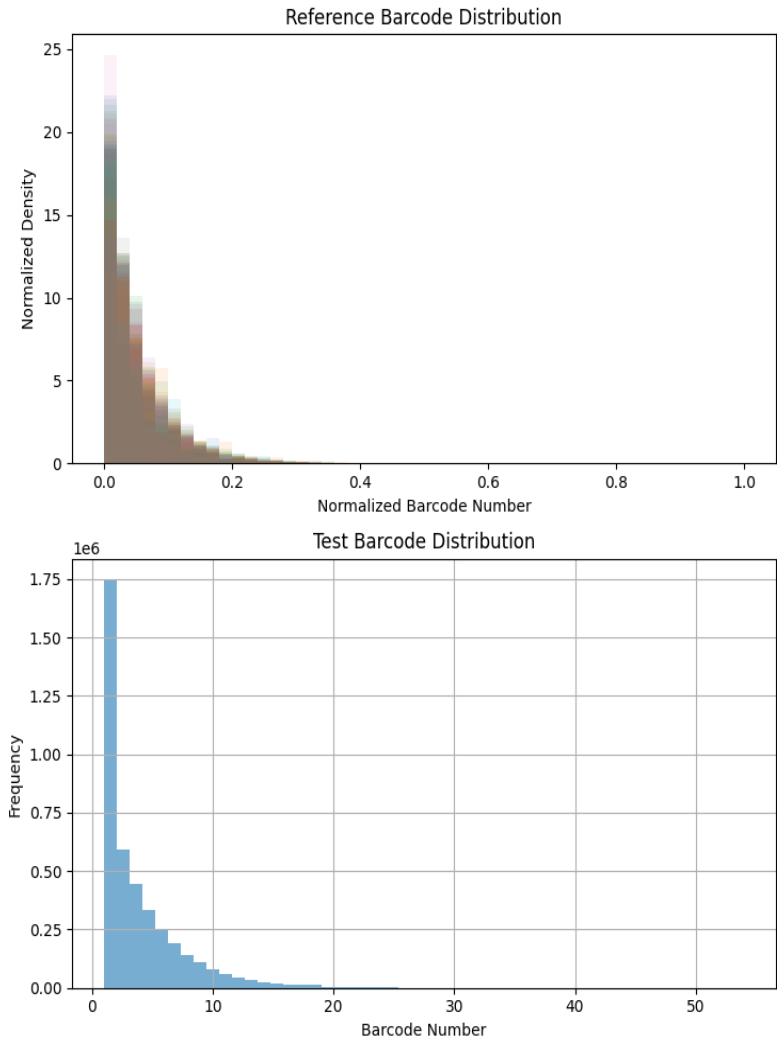 Reference Barcode Distribution
25
20
15
10
5
0
Normalized Density
0.0 0.2 0.4 0.6 0.8 1.0
Normalized Barcode Number
Test Barcode Distribution
1e6
1.75
1.50
1.25
1.00
0.75
0.50
0.25
0.00
Frequency
0 10 20 30 40 50
Barcode Number